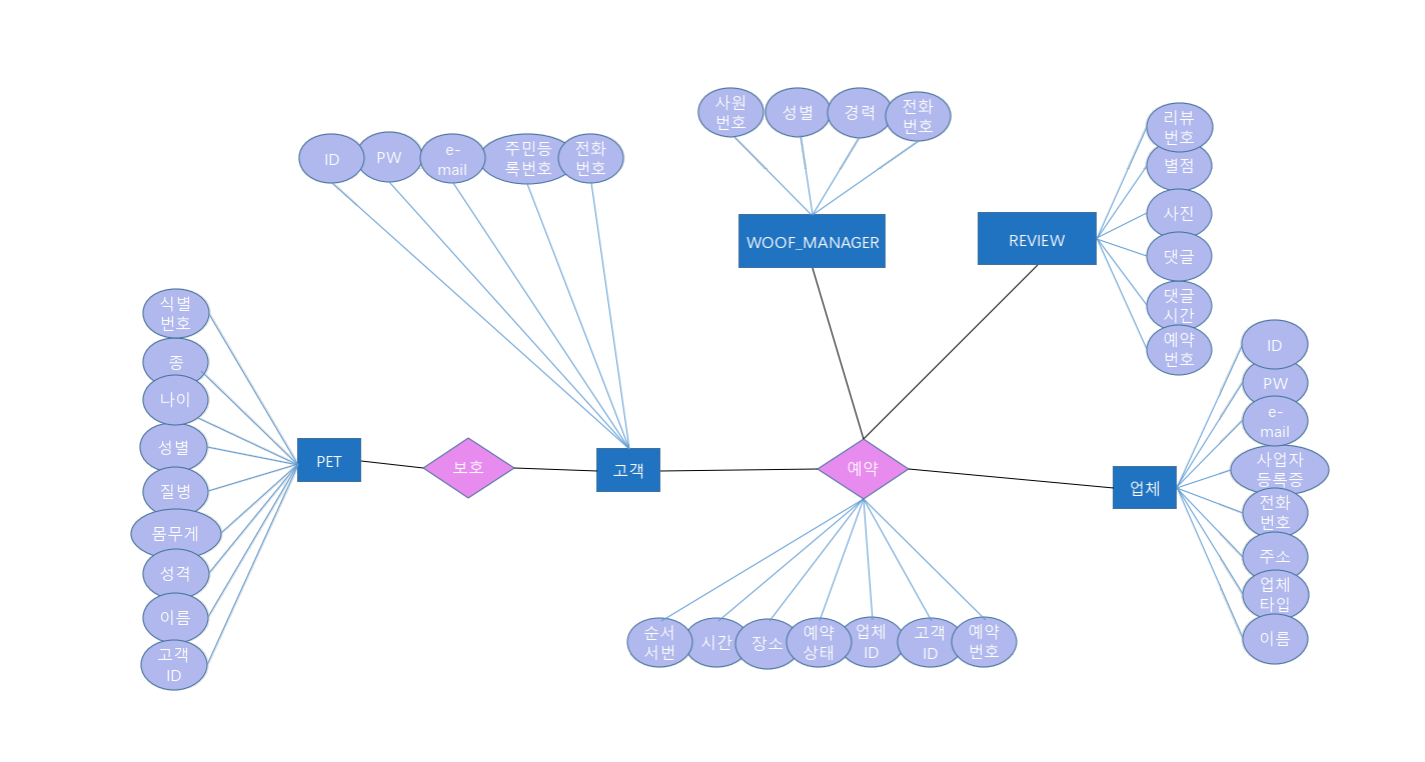 사원
번호
성별
경력
전화
번호
리뷰
번호
별점
사진
댓글
댓글
시간
예약
번호
ID
PW
e-
mail
주민등
록번호
전화
번호
WOOF_MANAGER
REVIEW
식별
번호
종
나이
성별
질병
몸무게
성격
이름
고객
ID
PET
보호
고객
예약
업체
ID
PW
e-
mail
사업자
등록증
전화
번호
주소
업체
타입
이름
순서
서번
시간
장소
예약
상태
업체
ID
고객
ID
예약
번호